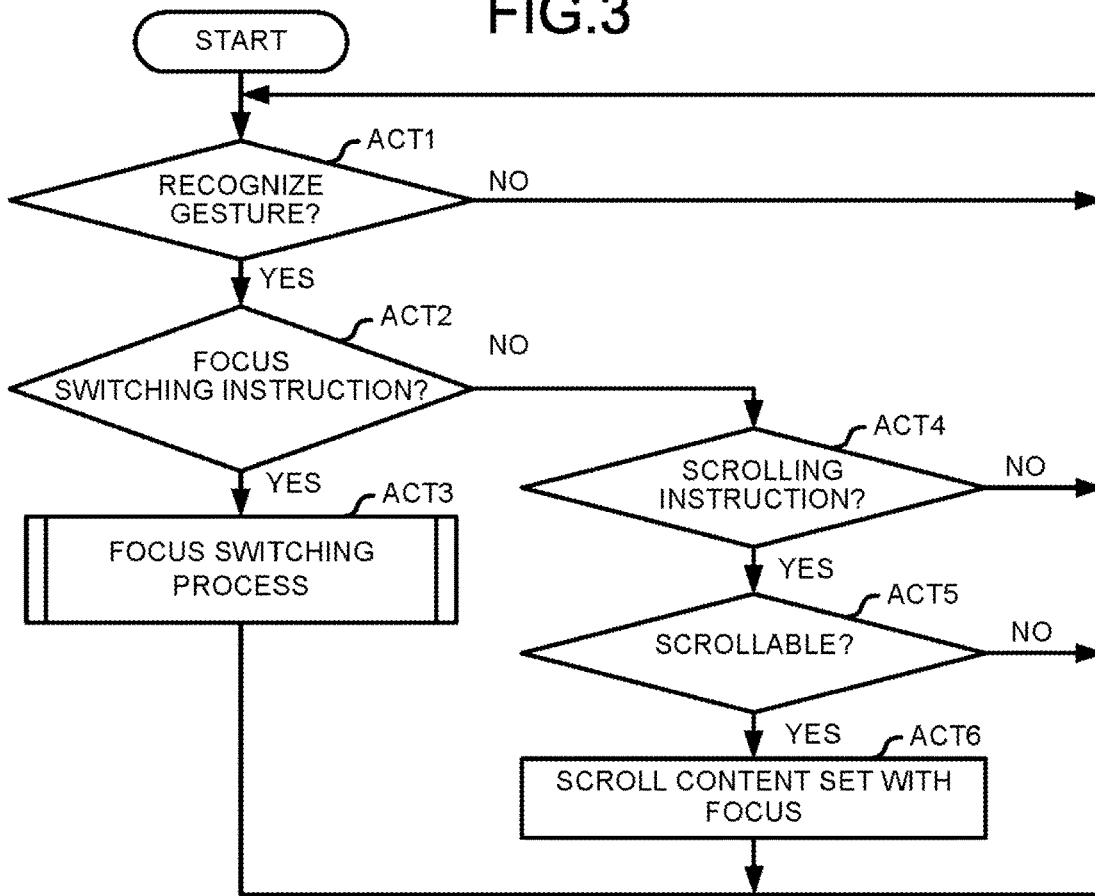 FIG.3
START
ACT1
RECOGNIZE
GESTURE?
NO
YES
ACT2
FOCUS
SWITCHING INSTRUCTION?
NO
YES
ACT3
FOCUS SWITCHING
PROCESS
ACT4
SCROLLING
INSTRUCTION?
NO
YES
ACT5
SCROLLABLE?
NO
YES
ACT6
SCROLL CONTENT SET WITH
FOCUS